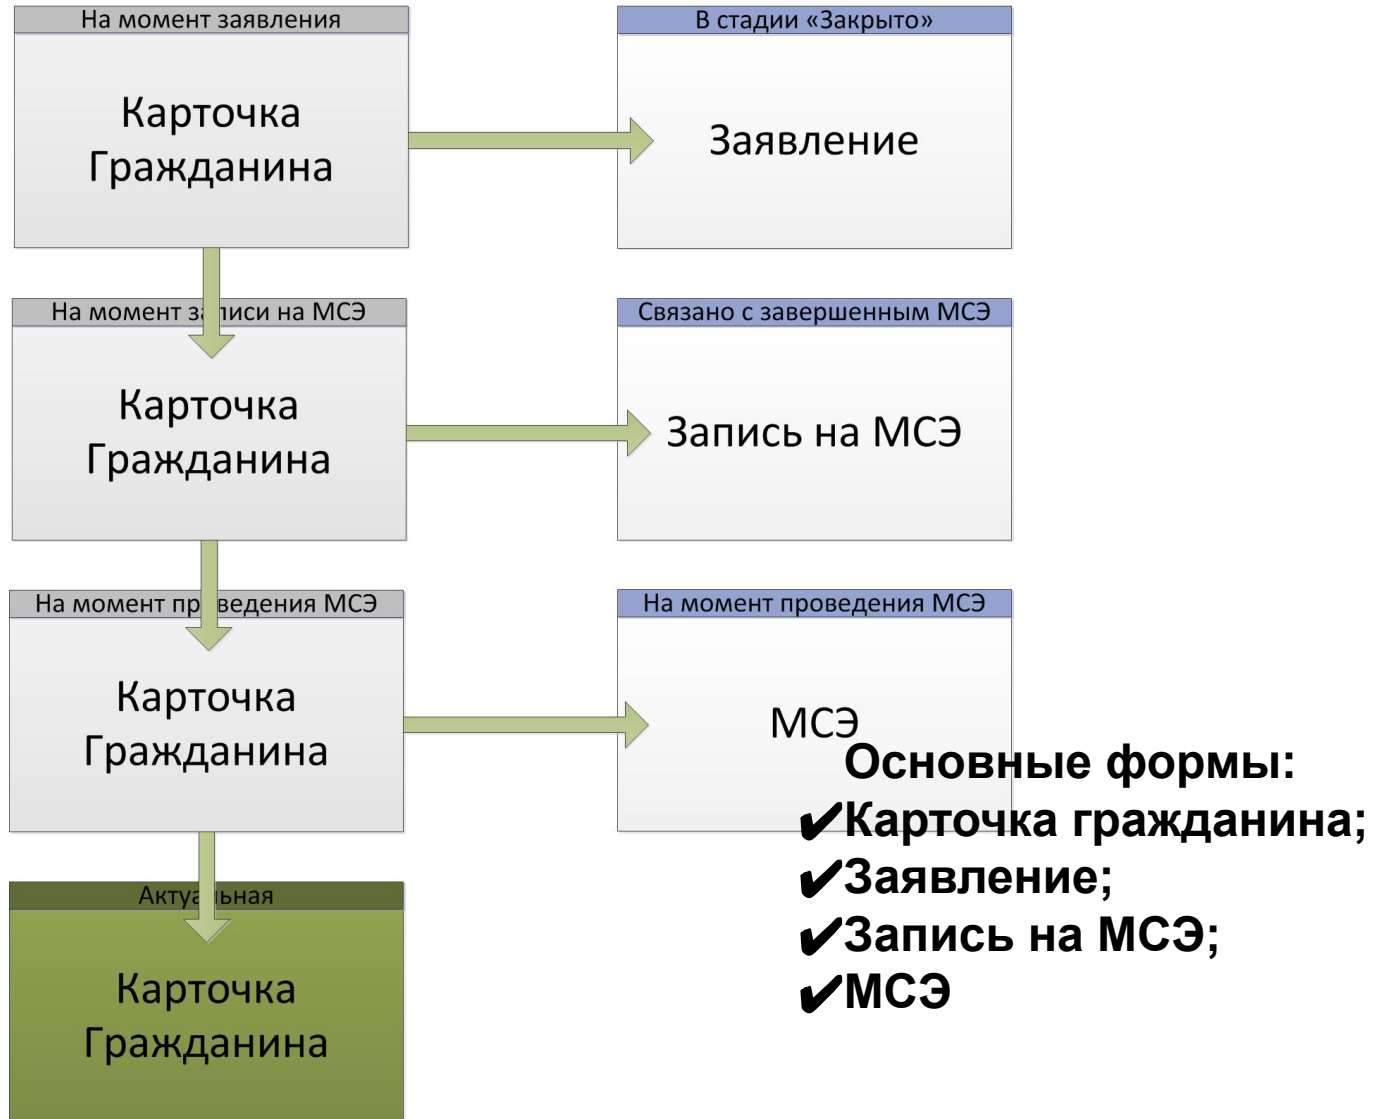 На момент заявления
Карточка
Гражданина
В стадии «Закрыто»
Заявление
На момент записи на МСЭ
Карточка
Гражданина
Связано с завершенным МСЭ
Запись на МСЭ
На момент проведения МСЭ
Карточка
Гражданина
На момент проведения МСЭ
МСЭ
Основные формы:
✔Карточка гражданина;
✔Заявление;
✔Запись на МСЭ;
✔МСЭ
Актуальная
Карточка
Гражданина